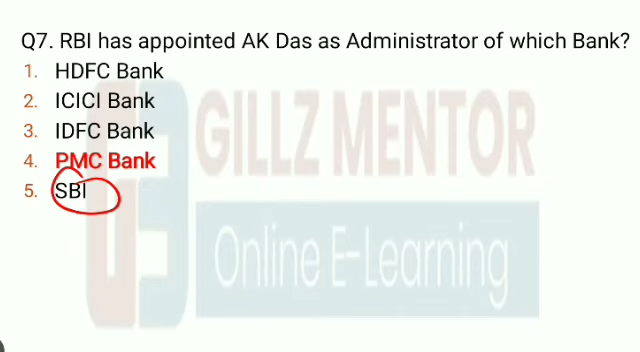 Q7. RBI has appointed AK Das as Administrator of which Bank?
1. HDFC Bank
2. ICICI Bank
3. IDFC Bank
4. PMC Bank
5. SBI
GILLZ MENTOR
Online E-Learning